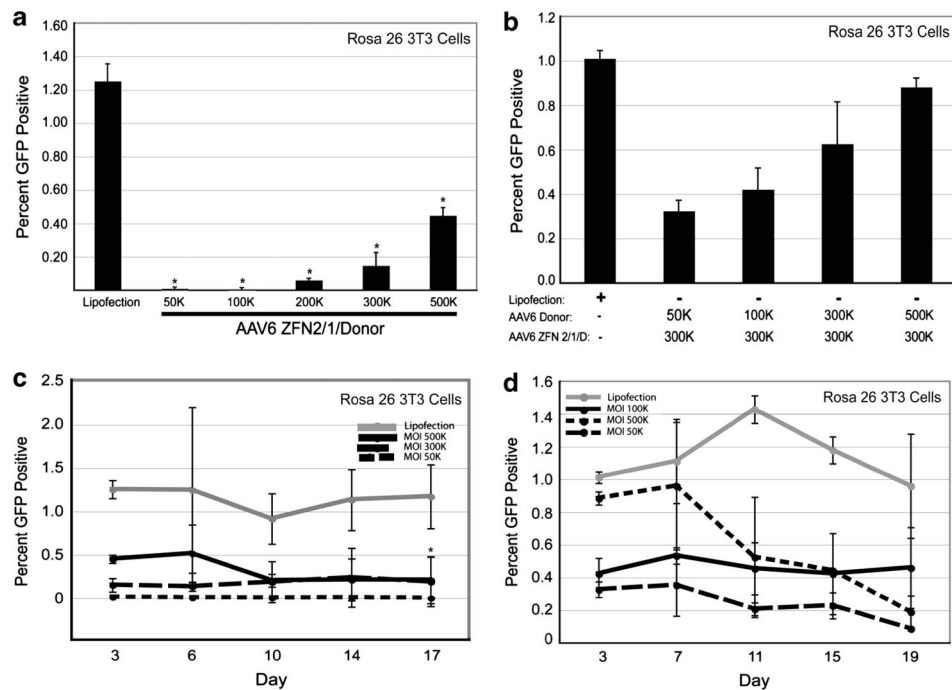 a
Rosa 26 3T3 Cells
Percent GFP Positive
1.60
1.40
1.20
1.00
0.80
0.60
0.40
0.20
* * * * *
Lipofection 50K 100K 200K 300K 500K
AAV6 ZFN2/1/Donor
b
Rosa 26 3T3 Cells
Percent GFP Positive
1.2
1.0
0.8
0.6
0.4
0.2
0.0
Lipofection: + - - - -
AAV6 Donor: - 50K 100K 300K 500K
AAV6 ZFN 2/1/D: - 300K 300K 300K 300K
c
Rosa 26 3T3 Cells
Lipofection
MOI 500K
MOI 300K
MOI 50K
Percent GFP Positive
2.5
2.0
1.5
1.0
0.5
0
0.5
*
3 6 10 14 17
Day
d
Rosa 26 3T3 Cells
Lipofection
MOI 100K
MOI 500K
MOI 50K
Percent GFP Positive
1.6
1.4
1.2
1.0
0.8
0.6
0.4
0.2
0
3 7 11 15 19
Day